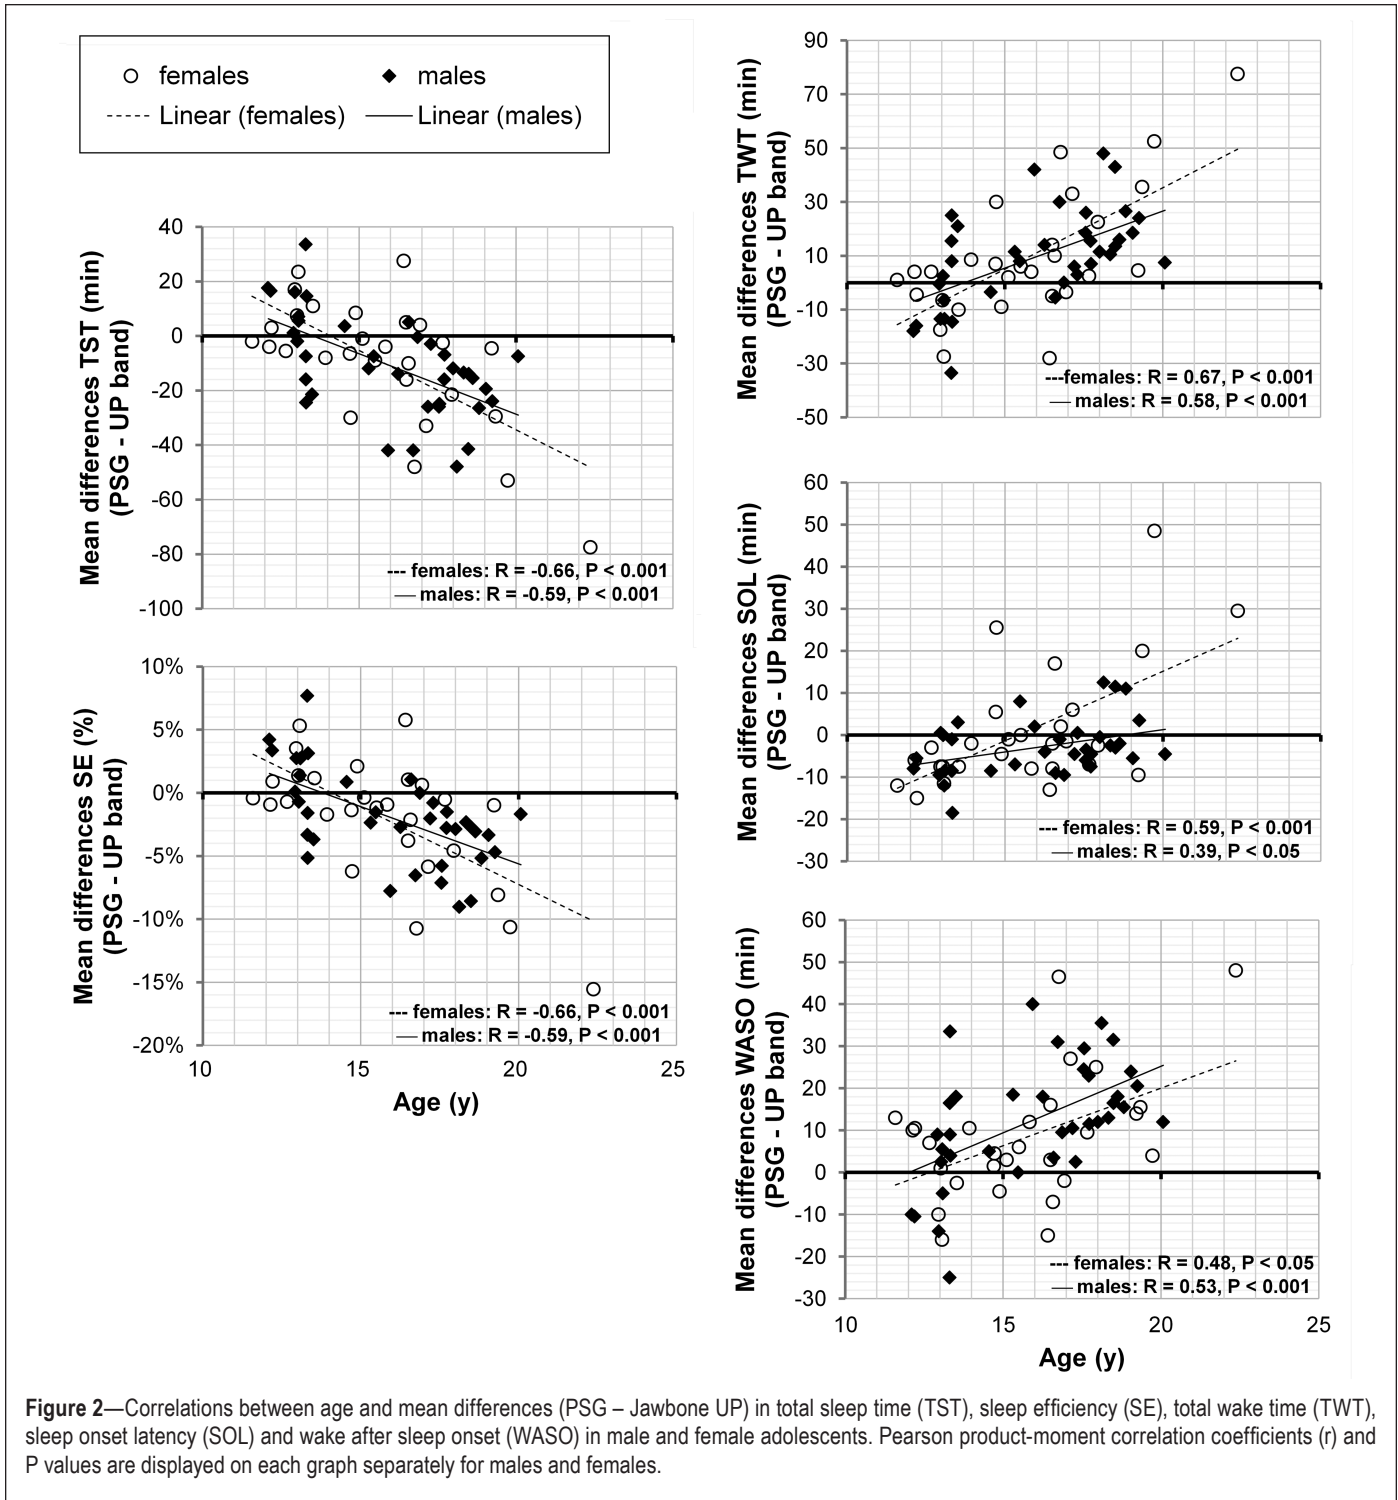 females
males
Linear (females)
Linear (males)
Mean differences TST (min)
(PSG - UP band)
40
20
0
-20
-40
-60
-80
-100
--- females: R = -0.66, P < 0.001
— males: R = -0.59, P < 0.001
Mean differences SE (%)
(PSG - UP band)
10%
5%
0%
-5%
-10%
-15%
-20%
--- females: R = -0.66, P < 0.001
— males: R = -0.59, P < 0.001
10
15
20
25
Age (y)
Mean differences TWT (min)
(PSG - UP band)
90
70
50
30
10
-10
-30
-50
---females: R = 0.67, P < 0.001
— males: R = 0.58, P < 0.001
Mean differences SOL (min)
(PSG - UP band)
60
50
40
30
20
10
0
-10
-20
-30
--- females: R = 0.59, P < 0.001
— males: R = 0.39, P < 0.05
Mean differences WASO (min)
(PSG - UP band)
60
50
40
30
20
10
0
-10
-20
-30
--- females: R = 0.48, P < 0.05
— males: R = 0.53, P < 0.001
10
15
20
25
Age (y)
Figure 2—Correlations between age and mean differences (PSG – Jawbone UP) in total sleep time (TST), sleep efficiency (SE), total wake time (TWT),
sleep onset latency (SOL) and wake after sleep onset (WASO) in male and female adolescents. Pearson product-moment correlation coefficients (r) and
P values are displayed on each graph separately for males and females.